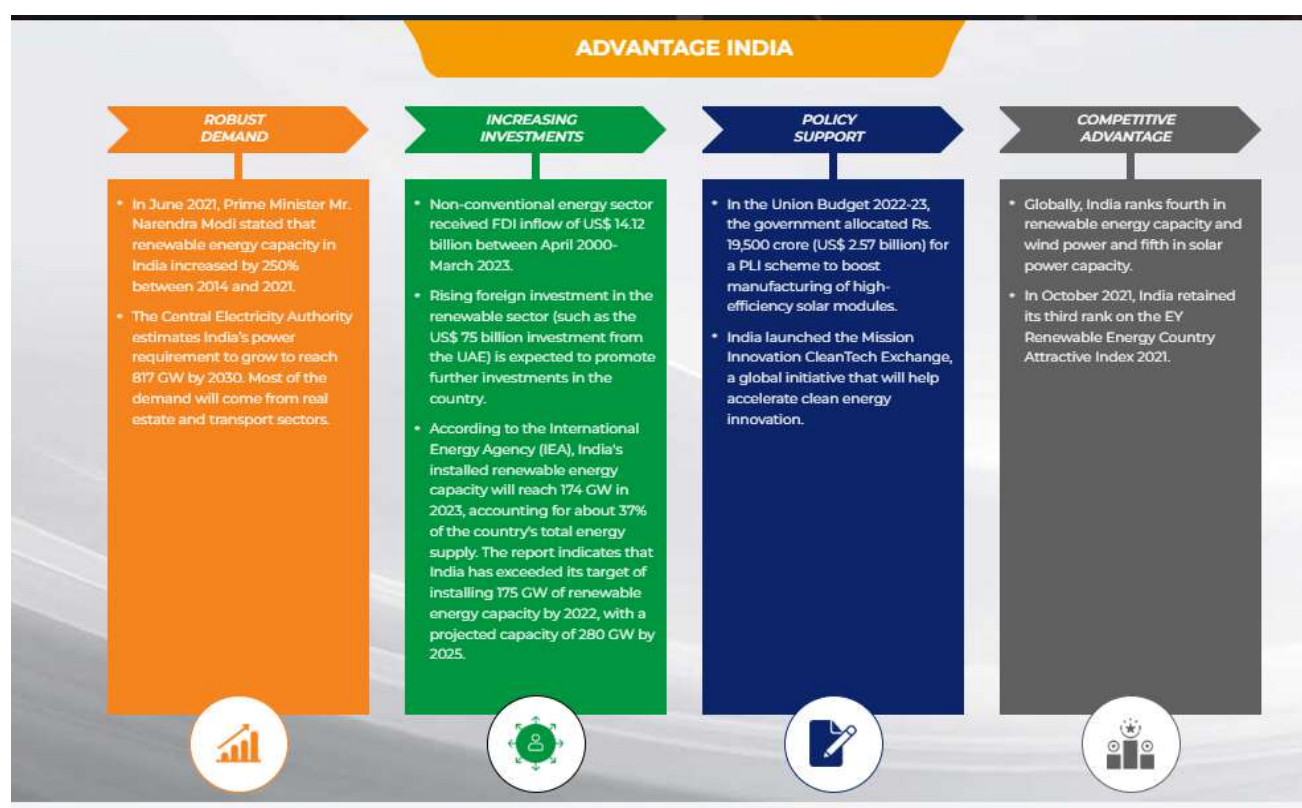 ADVANTAGE INDIA
ROBUST
DEMAND
• In June 2021, Prime Minister Mr.
Narendra Modi stated that
renewable energy capacity in
India increased by 250%
between 2014 and 2021.
• The Central Electricity Authority
estimates India's power
requirement to grow to reach
817 GW by 2030. Most of the
demand will come from real
estate and transport sectors.
INCREASING
INVESTMENTS
• Non-conventional energy sector
received FDI inflow of US$ 14.12
billion between April 2000-
March 2023.
• Rising foreign investment in the
renewable sector (such as the
US$ 75 billion investment from
the UAE) is expected to promote
further investments in the
country.
• According to the International
Energy Agency (IEA), India's
installed renewable energy
capacity will reach 174 GW in
2023, accounting for about 37%
of the country's total energy
supply. The report indicates that
India has exceeded its target of
installing 175 GW of renewable
energy capacity by 2022, with a
projected capacity of 280 GW by
2025.
POLICY
SUPPORT
• In the Union Budget 2022-23,
the government allocated Rs.
19,500 crore (US$ 2.57 billion) for
a PLI scheme to boost
manufacturing of high-
efficiency solar modules.
• India launched the Mission
Innovation CleanTech Exchange,
a global initiative that will help
accelerate clean energy
innovation.
COMPETITIVE
ADVANTAGE
• Globally, India ranks fourth in
renewable energy capacity and
wind power and fifth in solar
power capacity.
• In October 2021, India retained
its third rank on the EY
Renewable Energy Country
Attractive Index 2021.